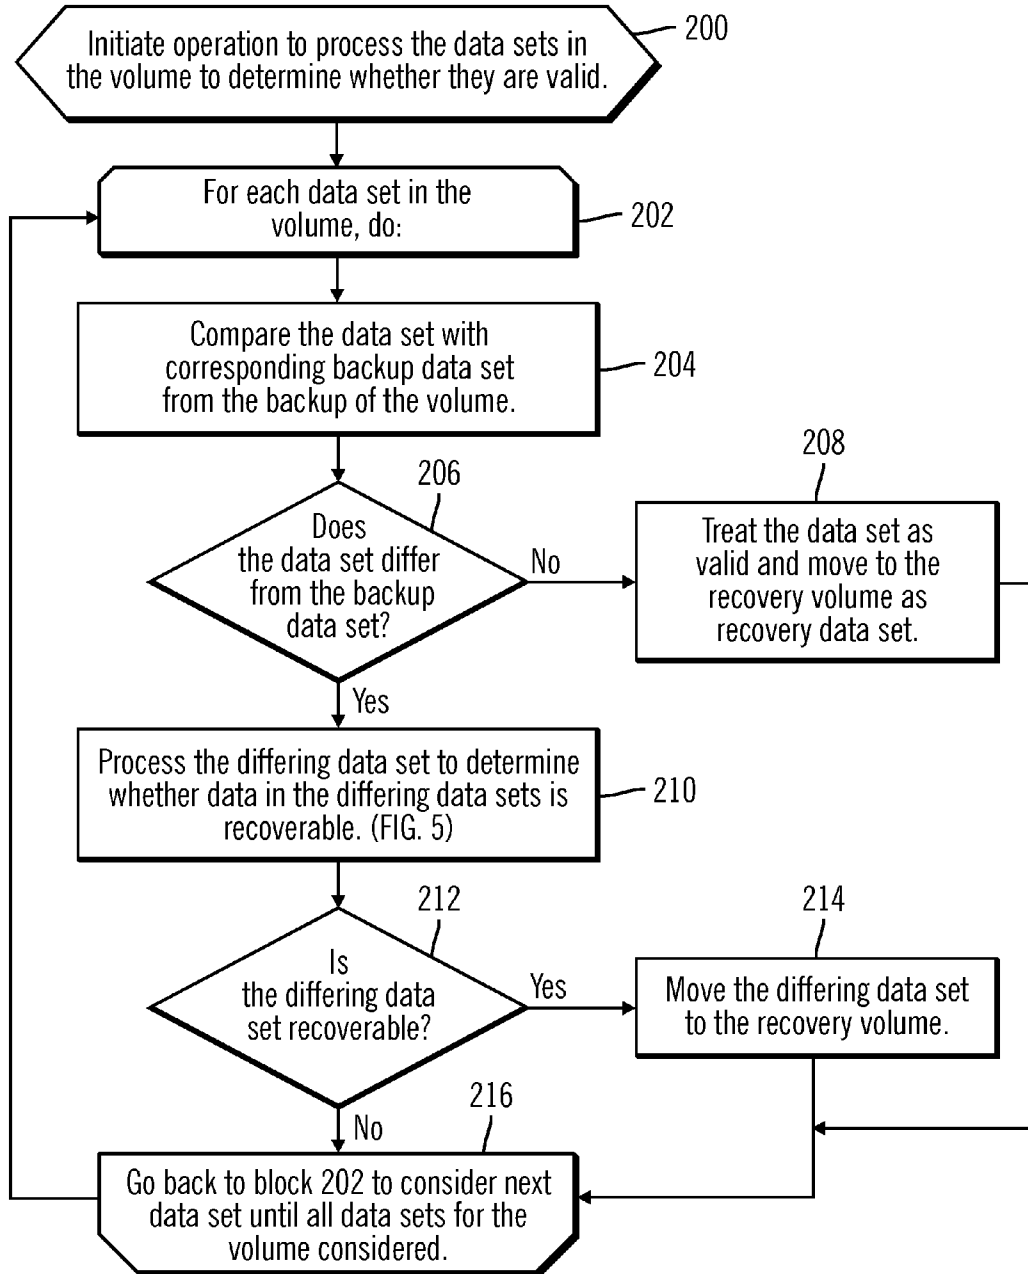 200
Initiate operation to process the data sets in
the volume to determine whether they are valid.
For each data set in the
volume, do:
202
Compare the data set with
corresponding backup data set
from the backup of the volume.
204
206
Does
the data set differ
from the backup
data set?
No
208
Treat the data set as
valid and move to the
recovery volume as
recovery data set.
Yes
Process the differing data set to determine
whether data in the differing data sets is
recoverable. (FIG. 5)
210
212
Is
the differing data
set recoverable?
Yes
214
Move the differing data set
to the recovery volume.
No
216
Go back to block 202 to consider next
data set until all data sets for the
volume considered.